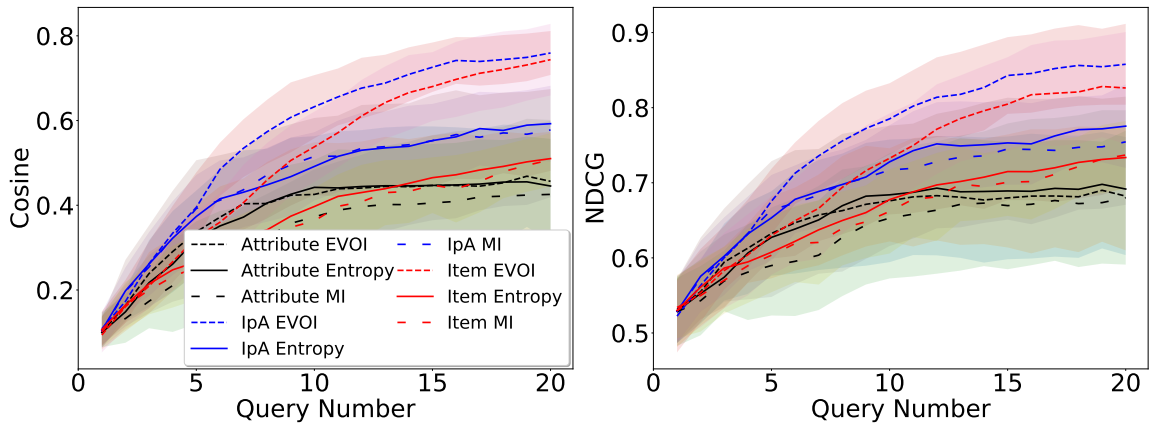 0.8
0.6
0.4
0.2
Cosine
Attribute EVOI
Attribute Entropy
Attribute MI
IpA EVOI
IpA Entropy
IpA MI
Item EVOI
Item Entropy
Item MI
0 5 10 15 20
Query Number
0.9
0.8
0.7
0.6
0.5
NDCG
0 5 10 15 20
Query Number